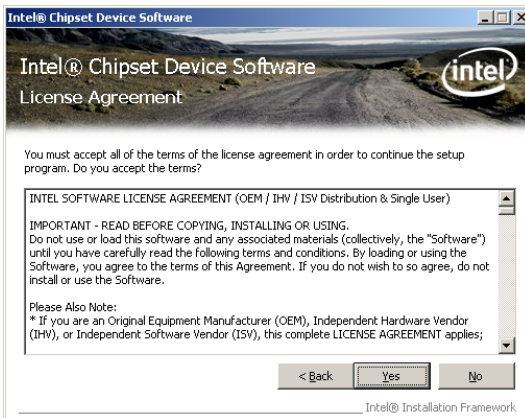 Intel® Chipset Device Software
Intel® Chipset Device Software
intel
License Agreement
You must accept all of the terms of the license agreement in order to continue the setup
program. Do you accept the terms?
INTEL SOFTWARE LICENSE AGREEMENT (OEM / IHV / ISV Distribution & Single User)
IMPORTANT - READ BEFORE COPYING, INSTALLING OR USING.
Do not use or load this software and any associated materials (collectively, the "Software")
until you have carefully read the following terms and conditions. By loading or using the
Software, you agree to the terms of this Agreement. If you do not wish to so agree, do not
install or use the Software.
Please Also Note:
* If you are an Original Equipment Manufacturer (OEM), Independent Hardware Vendor
(IHV), or Independent Software Vendor (ISV), this complete LICENSE AGREEMENT applies;
< Back Yes No
Intel® Installation Framework